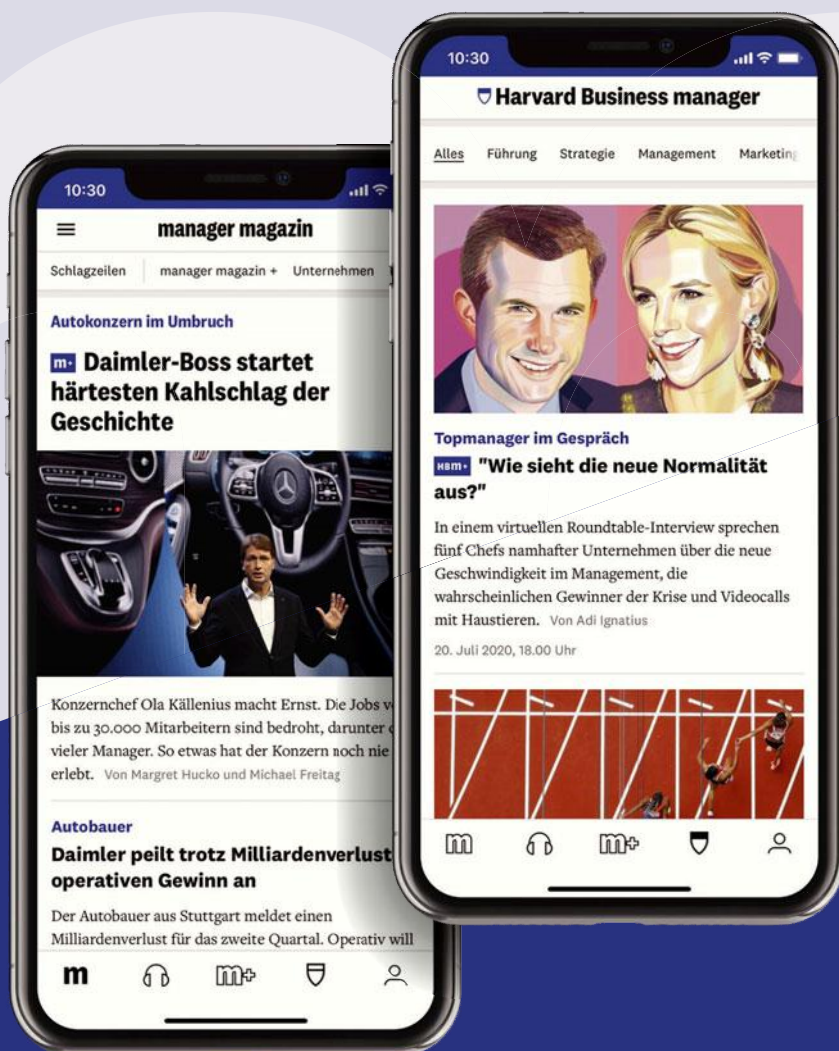 10:30
manager magazin
Schlagzeilen manager magazin + Unternehmen
Autokonzern im Umbruch
m+ Daimler-Boss startet
härtesten Kahlschlag der
Geschichte
Konzernchef Ola Källenius macht Ernst. Die Jobs v
bis zu 30.000 Mitarbeitern sind bedroht, darunter
vieler Manager. So etwas hat der Konzern noch nie
erlebt. Von Margret Hucko und Michael Freitag
Autobauer
Daimler peilt trotz Milliardenverlust
operativen Gewinn an
Der Autobauer aus Stuttgart meldet einen
Milliardenverlust für das zweite Quartal. Operativ will
m m+
10:30
Harvard Business manager
Alles Führung Strategie Management Marketing
Topmanager im Gespräch
HBm+ "Wie sieht die neue Normalität
aus?"
In einem virtuellen Roundtable-Interview sprechen
fünf Chefs namhafter Unternehmen über die neue
Geschwindigkeit im Management, die
wahrscheinlichen Gewinner der Krise und Videocalls
mit Haustieren. Von Adi Ignatius
20. Juli 2020, 18.00 Uhr
m m+